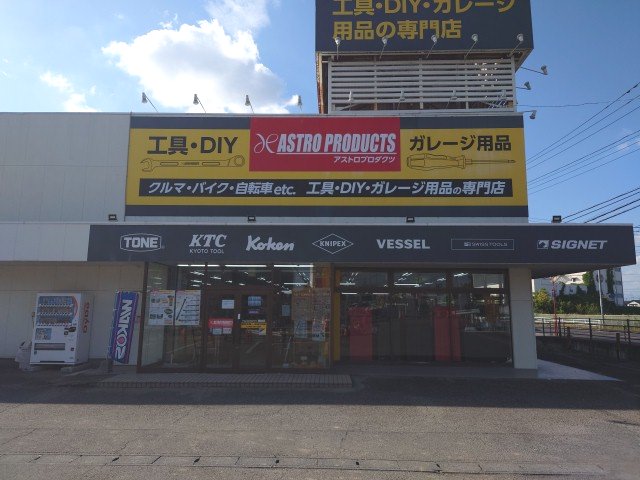 工具・DIY・ガレージ
用品の専門店
工具・DIY
ASTRO PRODUCTS
アストロプロダクツ
ガレージ用品
クルマ・バイク・自転車etc. 工具・DIY・ガレージ用品の専門店
TONE
KTC
KYOTO TOOL
Koken
KNIPEX
VESSEL
SWISS TOOLS
SIGNET